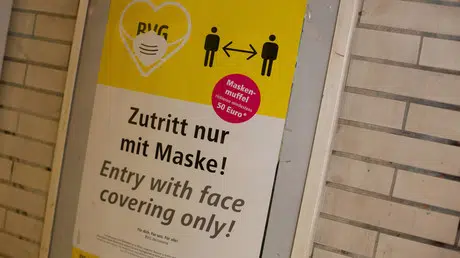 BVG
Masken-
muffel
50 Euro*
Zutritt nur
mit Maske!
Entry with face
covering only!